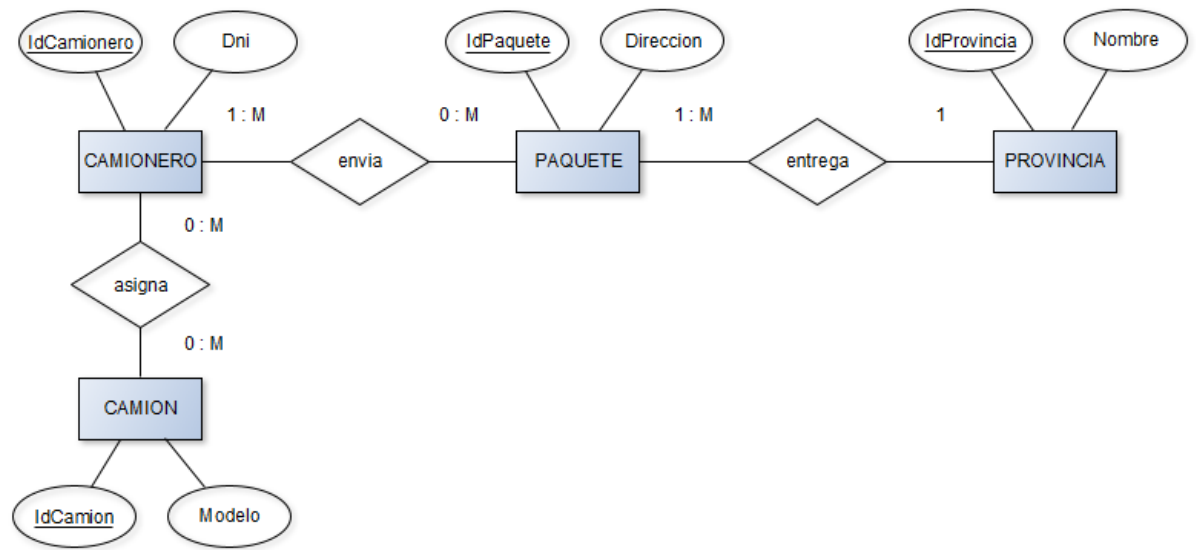 IdCamionero
Dni
IdPaquete
Direccion
IdProvincia
Nombre
1 : M
0 : M
1 : M
1
CAMIONERO
envia
PAQUETE
entrega
PROVINCIA
0 : M
asigna
0 : M
CAMION
IdCamion
Modelo